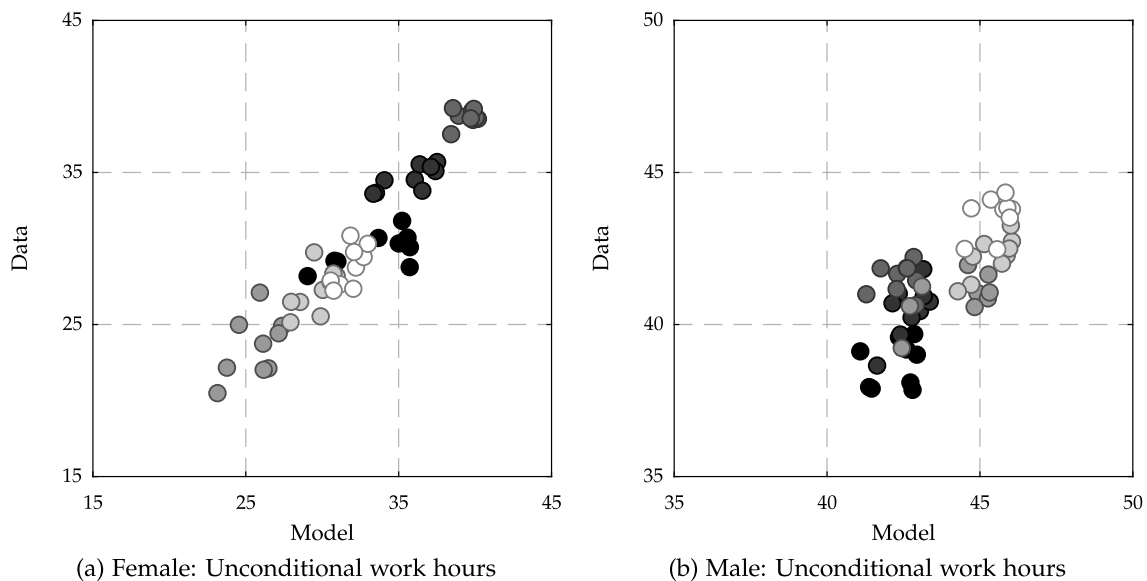 45
35
25
15
Data
15 25 35 45
Model
(a) Female: Unconditional work hours
50
45
40
35
Data
35 40 45 50
Model
(b) Male: Unconditional work hours